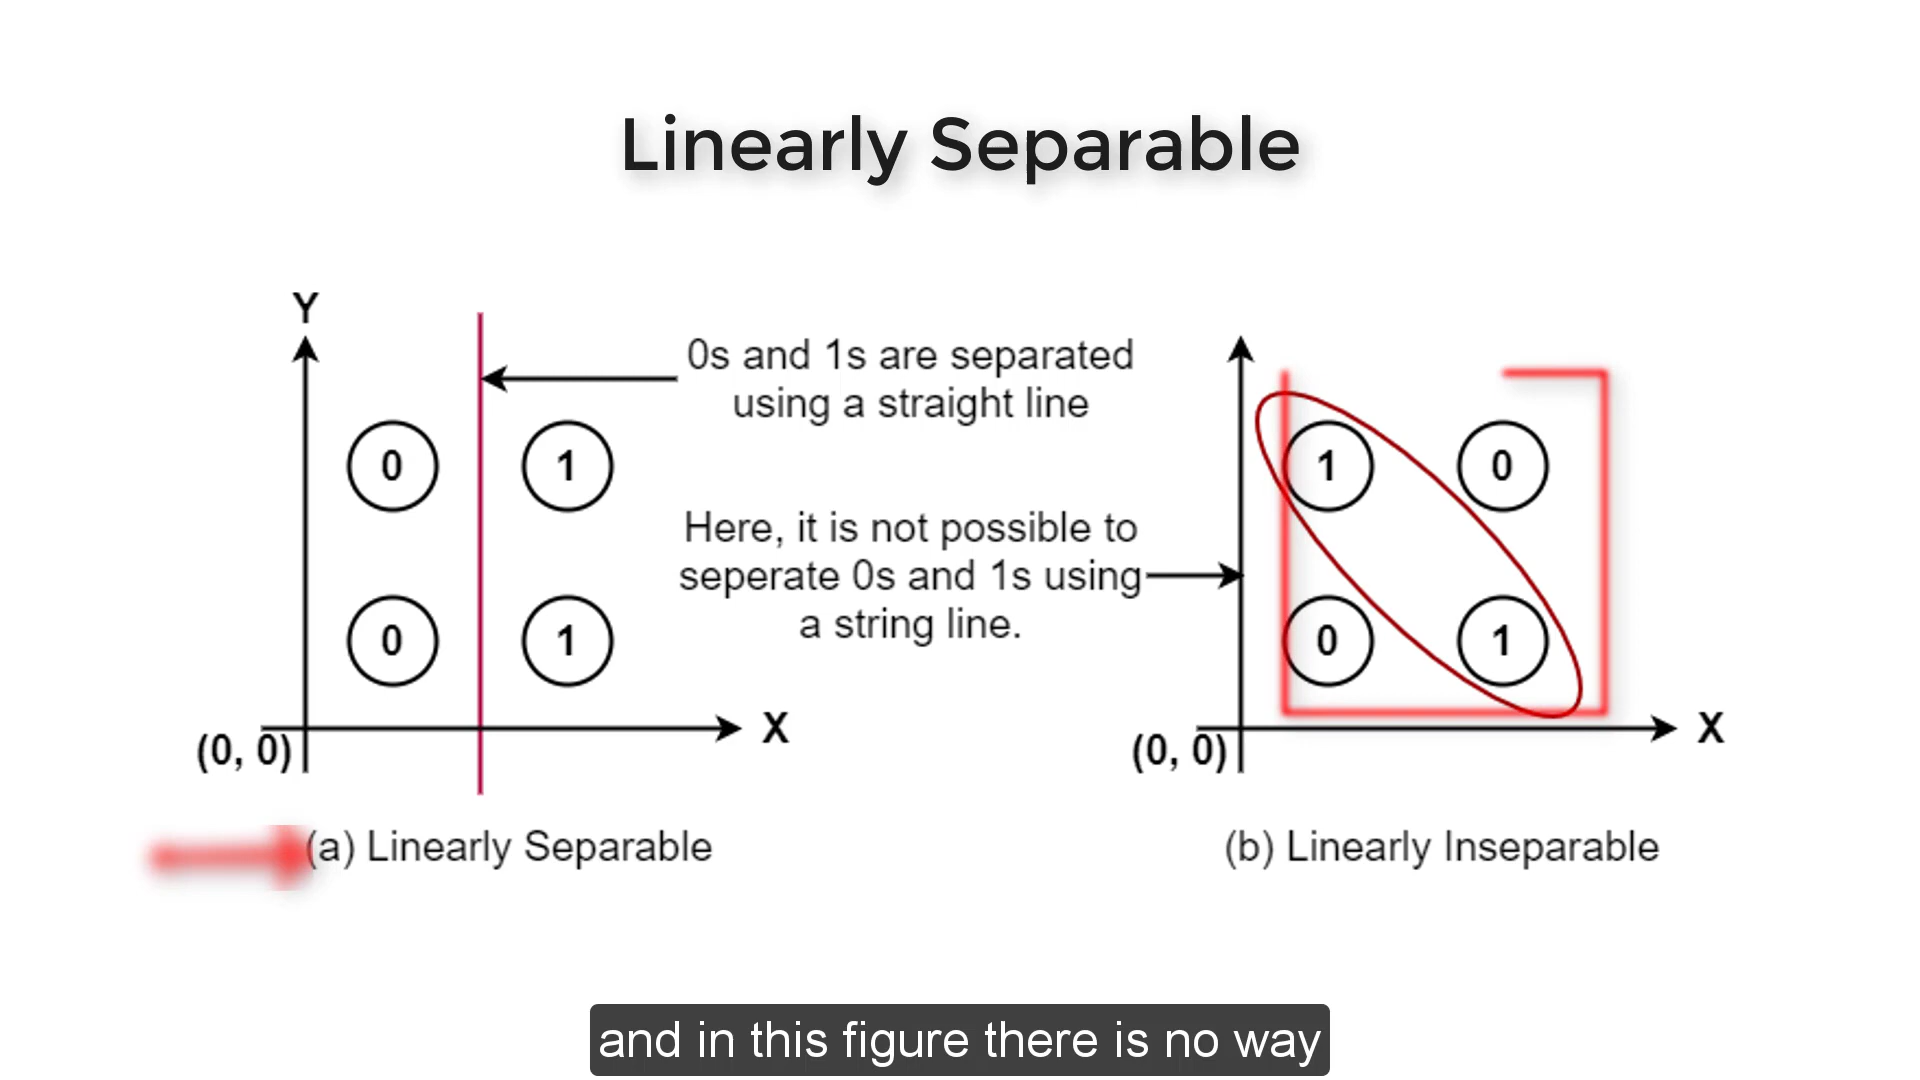 Linearly Separable
Y
0s and 1s are separated
using a straight line
0 1
0 1
X
(0, 0)
(a) Linearly Separable
Here, it is not possible to
seperate 0s and 1s using
a string line.
1 0
0 1
X
(0, 0)
(b) Linearly Inseparable
and in this figure there is no way